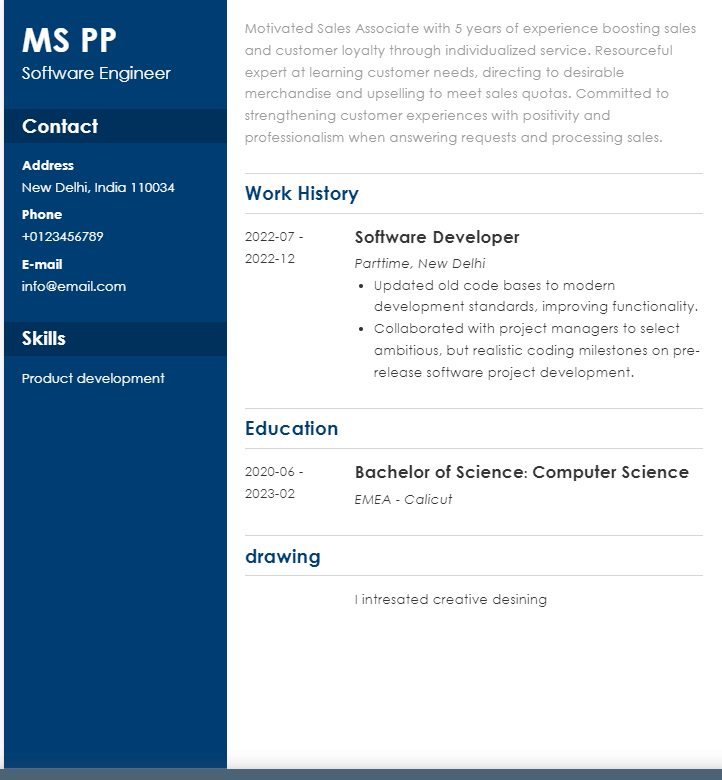 MS PP
Software Engineer
Contact
Address
New Delhi, India 110034
Phone
+0123456789
E-mail
info@email.com
Skills
Product development
Motivated Sales Associate with 5 years of experience boosting sales
and customer loyalty through individualized service. Resourceful
expert at learning customer needs, directing to desirable
merchandise and upselling to meet sales quotas. Committed to
strengthening customer experiences with positivity and
professionalism when answering requests and processing sales.
Work History
2022-07 -
2022-12
Software Developer
Parttime, New Delhi
• Updated old code bases to modern
development standards, improving functionality.
• Collaborated with project managers to select
ambitious, but realistic coding milestones on pre-
release software project development.
Education
2020-06 -
2023-02
Bachelor of Science: Computer Science
EMEA - Calicut
drawing
I intresated creative desining